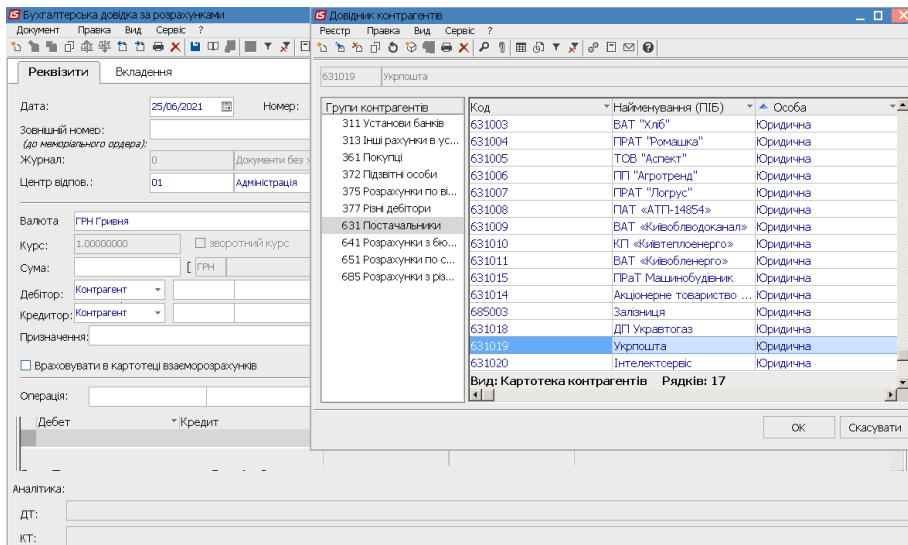 Бухгалтерська довідка за розрахунками
Документ Правка Вид Сервіс ?
Реквізити Вкладення
Дата: 25/06/2021 Номер:
Зовнішній номер:
(до меморіального ордера):
Журнал: 0 Документи без
Центр відпов.: 01 Адміністрація
Валюта ГРН Гривня
Курс: 1.00000000 зворотний курс
Сума: [ ГРН
Дебітор: Контрагент
Кредитор: Контрагент
Призначення:
Враховувати в картотеці взаєморозрахунків
Операція:
Дебет Кредит
Аналітика:
ДТ:
КТ:
Довідник контрагентів
Реєстр Правка Вид Сервіс ?
631019 Укрпошта
Групи контрагентів
311 Установи банків
313 Інші рахунки в ус...
361 Покупці
372 Підзвітні особи
375 Розрахунки по ві...
377 Різні дебітори
631 Постачальники
641 Розрахунки з бю...
651 Розрахунки по с...
685 Розрахунки з різ...
Код Найменування (ПІБ) Особа
631003 ВАТ "Хліб" Юридична
631004 ПРАТ "Ромашка" Юридична
631005 ТОВ "Аспект" Юридична
631006 ПП "Агротренд" Юридична
631007 ПРАТ "Логрус" Юридична
631008 ПАТ «АТП-14854» Юридична
631009 ВАТ «Київоблводоканал» Юридична
631010 КП «Київтеплоенерго» Юридична
631011 ВАТ «Київобленерго» Юридична
631015 ПРаТ Машинобудівник Юридична
631014 Акціонерне товариство ... Юридична
685003 Залізниця Юридична
631018 ДП Укравтогаз Юридична
631019 Укрпошта Юридична
631020 Інтелектсервіс Юридична
Вид: Картотека контрагентів Рядків: 17
ОК Скасувати